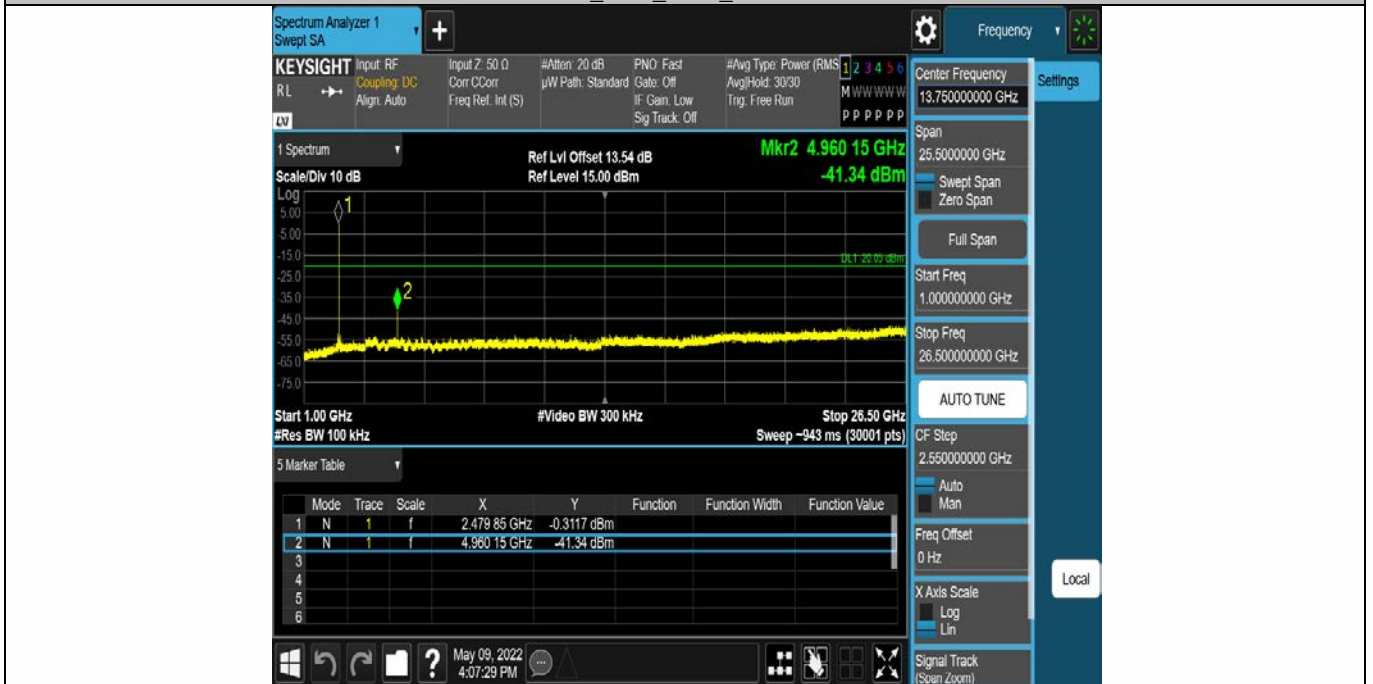 Spectrum Analyzer 1
Swept SA
+
Frequency
KEYSIGHT
RL
Input: RF
Coupling: DC
Align: Auto
Input Z: 50 Ω
Corr CCorr
Freq Ref: Int (S)
#Atten: 20 dB
µW Path: Standard
PNO: Fast
Gate: Off
IF Gain: Low
Sig Track: Off
#Avg Type: Power (RMS
Avg|Hold: 30/30
Trig: Free Run
1 2 3 4 5 6
M W W W W W
P P P P P P
1 Spectrum
Scale/Div 10 dB
Ref Lvl Offset 13.54 dB
Ref Level 15.00 dBm
Mkr2 4.960 15 GHz
-41.34 dBm
Log
5.00
-5.00
-15.0
-25.0
-35.0
-45.0
-55.0
-65.0
-75.0
1
2
Start 1.00 GHz
#Res BW 100 kHz
#Video BW 300 kHz
Stop 26.50 GHz
Sweep ~943 ms (30001 pts)
5 Marker Table
Mode Trace Scale X Y Function Function Width Function Value
1 N 1 f 2.479 85 GHz -0.3117 dBm
2 N 1 f 4.960 15 GHz -41.34 dBm
3
4
5
6
?
May 09, 2022
4:07:29 PM
Center Frequency
13.750000000 GHz
Settings
Span
25.5000000 GHz
Swept Span
Zero Span
Full Span
Start Freq
1.000000000 GHz
Stop Freq
26.500000000 GHz
AUTO TUNE
CF Step
2.550000000 GHz
Auto
Man
Freq Offset
0 Hz
X Axis Scale
Log
Lin
Local
Signal Track
(Span Zoom)